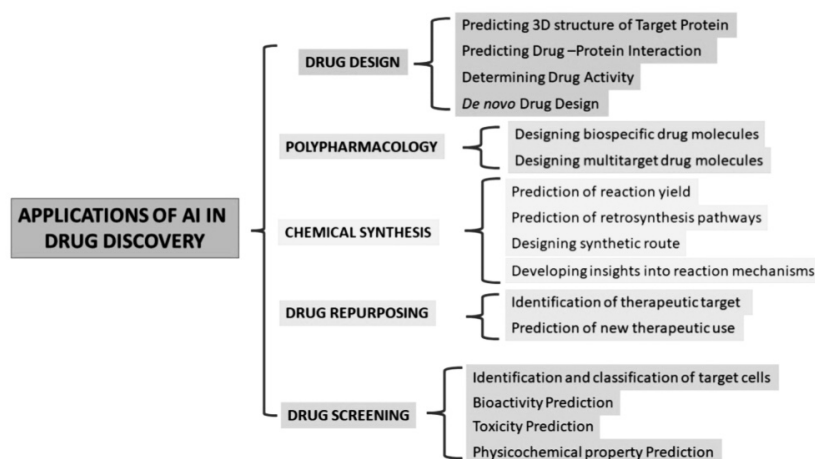 APPLICATIONS OF AI IN
DRUG DISCOVERY
DRUG DESIGN
Predicting 3D structure of Target Protein
Predicting Drug –Protein Interaction
Determining Drug Activity
De novo Drug Design
POLYPHARMACOLOGY
Designing biospecific drug molecules
Designing multitarget drug molecules
CHEMICAL SYNTHESIS
Prediction of reaction yield
Prediction of retrosynthesis pathways
Designing synthetic route
Developing insights into reaction mechanisms
DRUG REPURPOSING
Identification of therapeutic target
Prediction of new therapeutic use
DRUG SCREENING
Identification and classification of target cells
Bioactivity Prediction
Toxicity Prediction
Physicochemical property Prediction